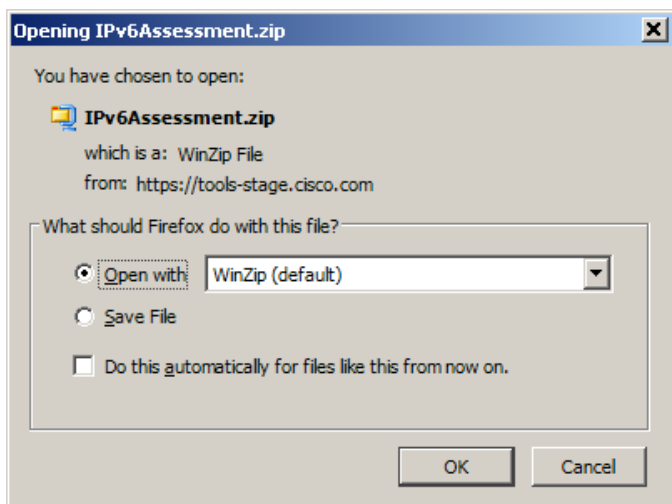 Opening IPv6Assessment.zip
You have chosen to open:
IPv6Assessment.zip
which is a: WinZip File
from: https://tools-stage.cisco.com
What should Firefox do with this file?
Open with WinZip (default)
Save File
Do this automatically for files like this from now on.
OK Cancel